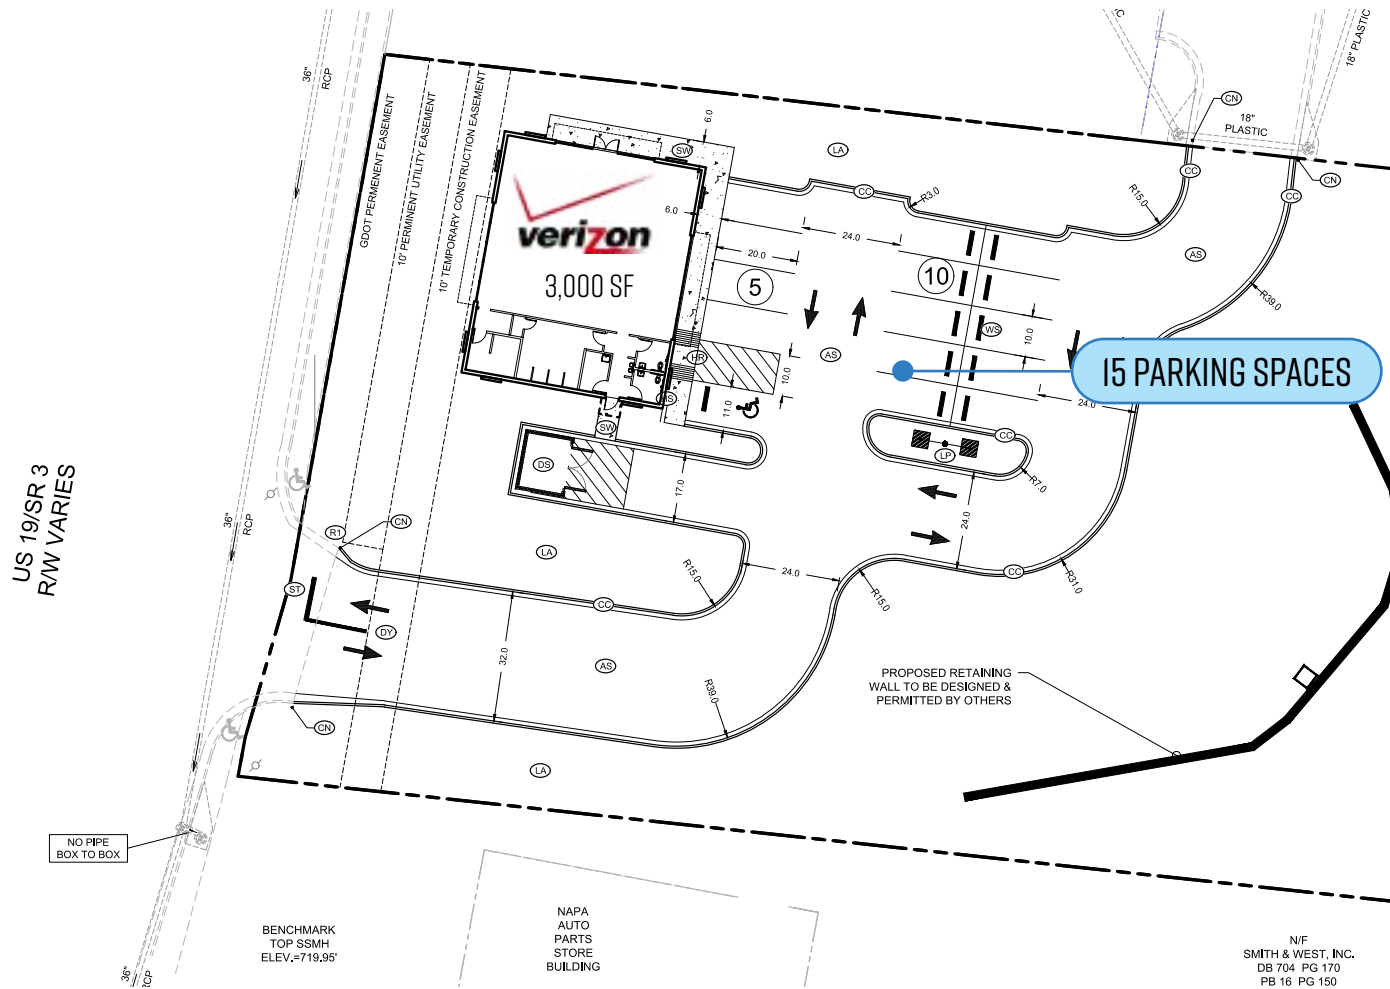 36"
RCP
GDOT PERMENENT EASEMENT
10' PERMINENT UTILITY EASEMENT
10' TEMPORARY CONSTRUCTION EASEMENT
6.0
SW
LA
CN
18"
PLASTIC
18" PLASTIC
CN
CC
CC
CC
R3.0
R15.0
AS
R39.0
verizon
3,000 SF
6.0
24.0
20.0
5
10
WS
10.0
HR
AS
10.0
15 PARKING SPACES
24.0
HS
11.0
SW
DS
CC
LP
R7.0
17.0
24.0
US 19/SR 3
R/W VARIES
36"
RCP
R1
CN
LA
R15.0
24.0
R15.0
CC
R31.0
ST
CC
DY
32.0
AS
R39.0
PROPOSED RETAINING
WALL TO BE DESIGNED &
PERMITTED BY OTHERS
CN
LA
NO PIPE
BOX TO BOX
BENCHMARK
TOP SSMH
ELEV.=719.95'
NAPA
AUTO
PARTS
STORE
BUILDING
N/F
SMITH & WEST, INC.
DB 704 PG 170
PB 16 PG 150
36"
RCP